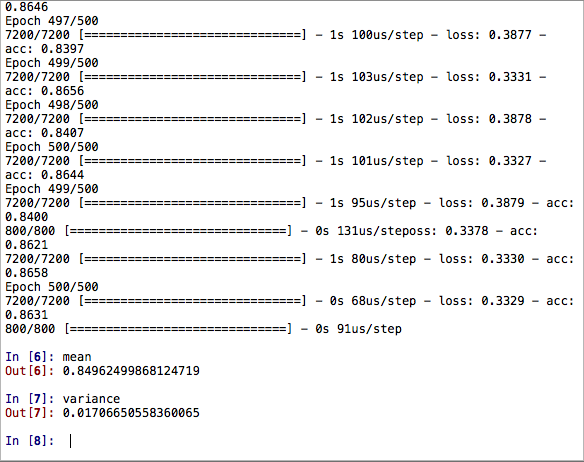 0.8646
Epoch 497/500
7200/7200 [==============================] - 1s 100us/step - loss: 0.3877 -
acc: 0.8397
Epoch 499/500
7200/7200 [==============================] - 1s 103us/step - loss: 0.3331 -
acc: 0.8656
Epoch 498/500
7200/7200 [==============================] - 1s 102us/step - loss: 0.3878 -
acc: 0.8407
Epoch 500/500
7200/7200 [==============================] - 1s 101us/step - loss: 0.3327 -
acc: 0.8644
Epoch 499/500
7200/7200 [==============================] - 1s 95us/step - loss: 0.3879 - acc:
0.8400
800/800 [==============================] - 0s 131us/steposs: 0.3378 - acc:
0.8621
7200/7200 [==============================] - 1s 80us/step - loss: 0.3330 - acc:
0.8658
Epoch 500/500
7200/7200 [==============================] - 0s 68us/step - loss: 0.3329 - acc:
0.8631
800/800 [==============================] - 0s 91us/step
In [6]: mean
Out[6]: 0.84962499868124719
In [7]: variance
Out[7]: 0.01706650558360065
In [8]: